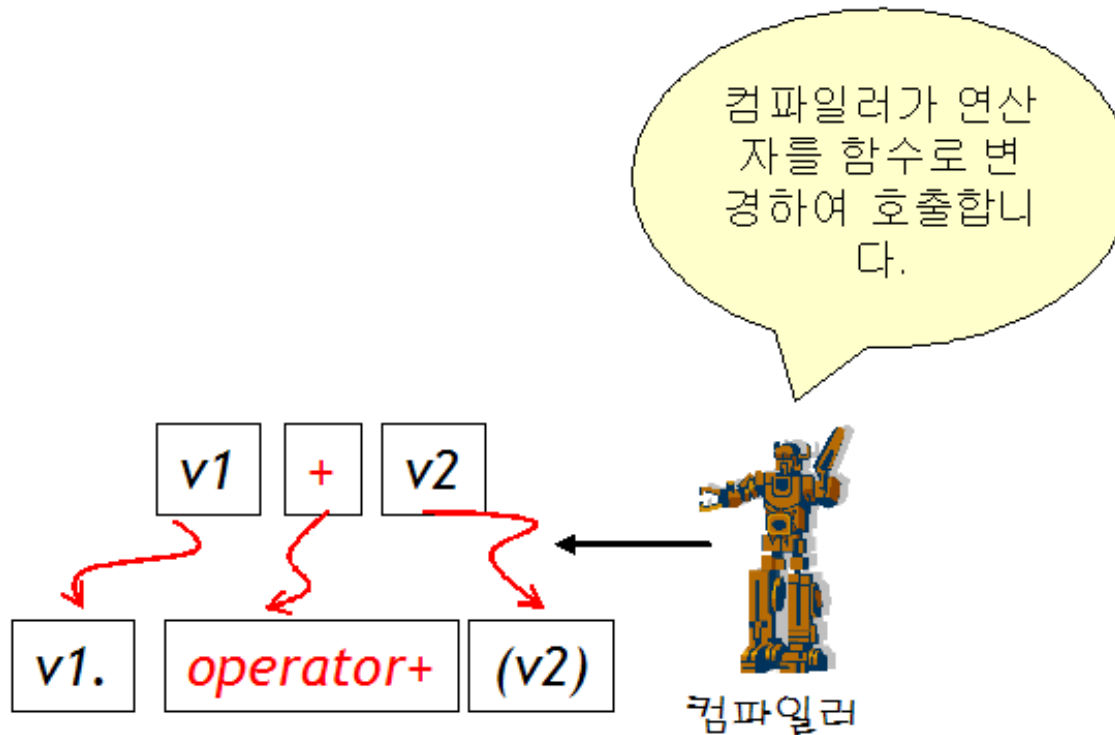 컴파일러가 연산
자를 함수로 변
경하여 호출합니
다.
v1 + v2
v1. operator+ (v2)
컴파일러